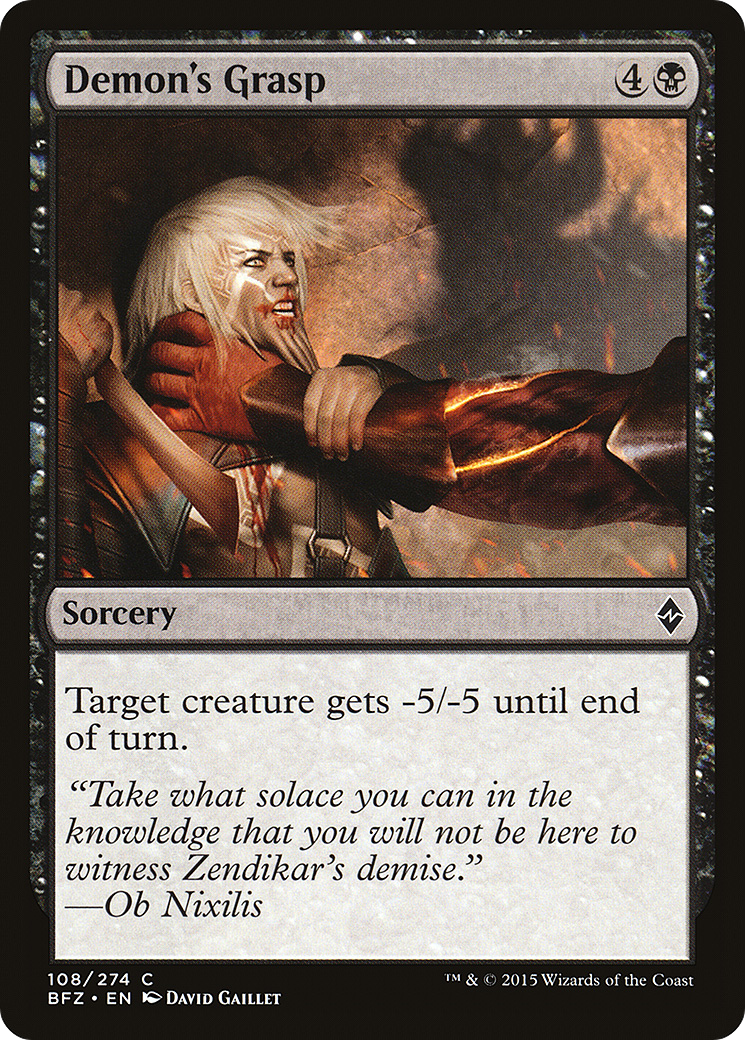 Demon's Grasp 4
Sorcery
Target creature gets -5/-5 until end
of turn.
“Take what solace you can in the
knowledge that you will not be here to
witness Zendikar's demise.”
—Ob Nixilis
108/274 C
™ & © 2015 Wizards of the Coast
BFZ • EN DAVID GAILLET